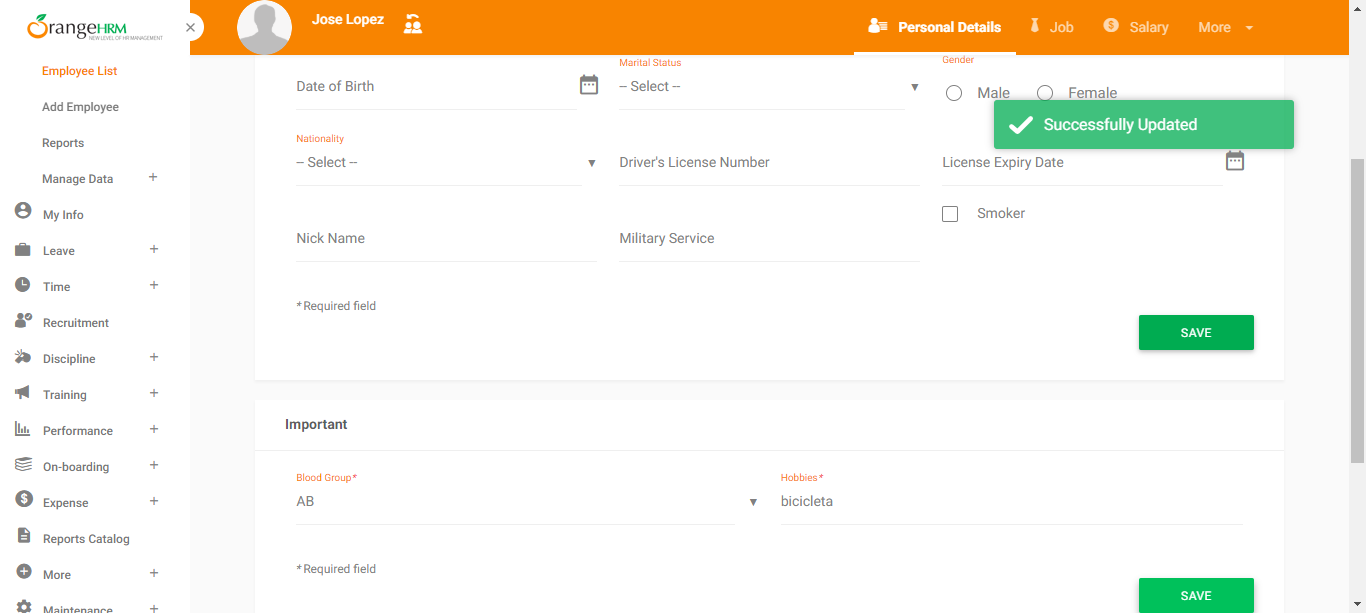 OrangeHRM
NEW LEVEL OF HR MANAGEMENT
Employee List
Add Employee
Reports
Manage Data +
My Info
Leave +
Time +
Recruitment
Discipline +
Training +
Performance +
On-boarding +
Expense +
Reports Catalog
More +
Maintenance +
Jose Lopez
Personal Details
Job
Salary
More
Date of Birth
Marital Status
-- Select --
Gender
Male
Female
Successfully Updated
Nationality
-- Select --
Driver's License Number
License Expiry Date
Nick Name
Military Service
Smoker
* Required field
SAVE
Important
Blood Group*
AB
Hobbies*
bicicleta
* Required field
SAVE